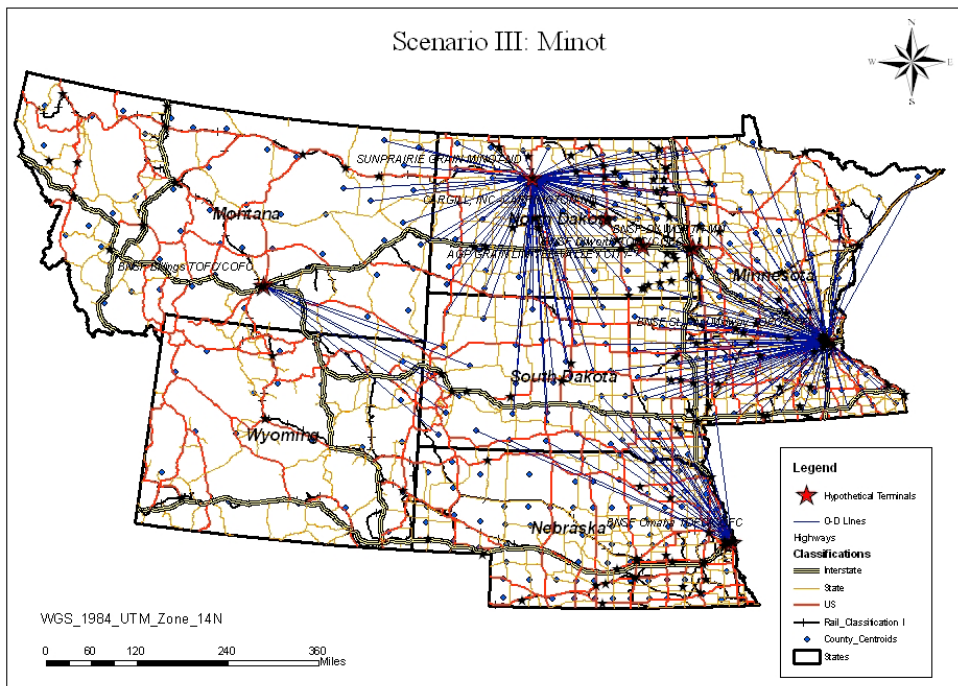 Scenario III: Minot
N
W
E
S
SUNPRAIRIE GRAIN-MINOT-ND
CARGILL, INC.
Montana
North Dakota
BNSF Billings TOFC/COFC
Minnesota
South Dakota
Wyoming
BNSF Omaha
Nebraska
Legend
Hypothetical Terminals
O-D Lines
Highways
Classifications
Interstate
State
US
Rail_Classification I
County_Centroids
States
WGS_1984_UTM_Zone_14N
0 60 120 240 360
Miles